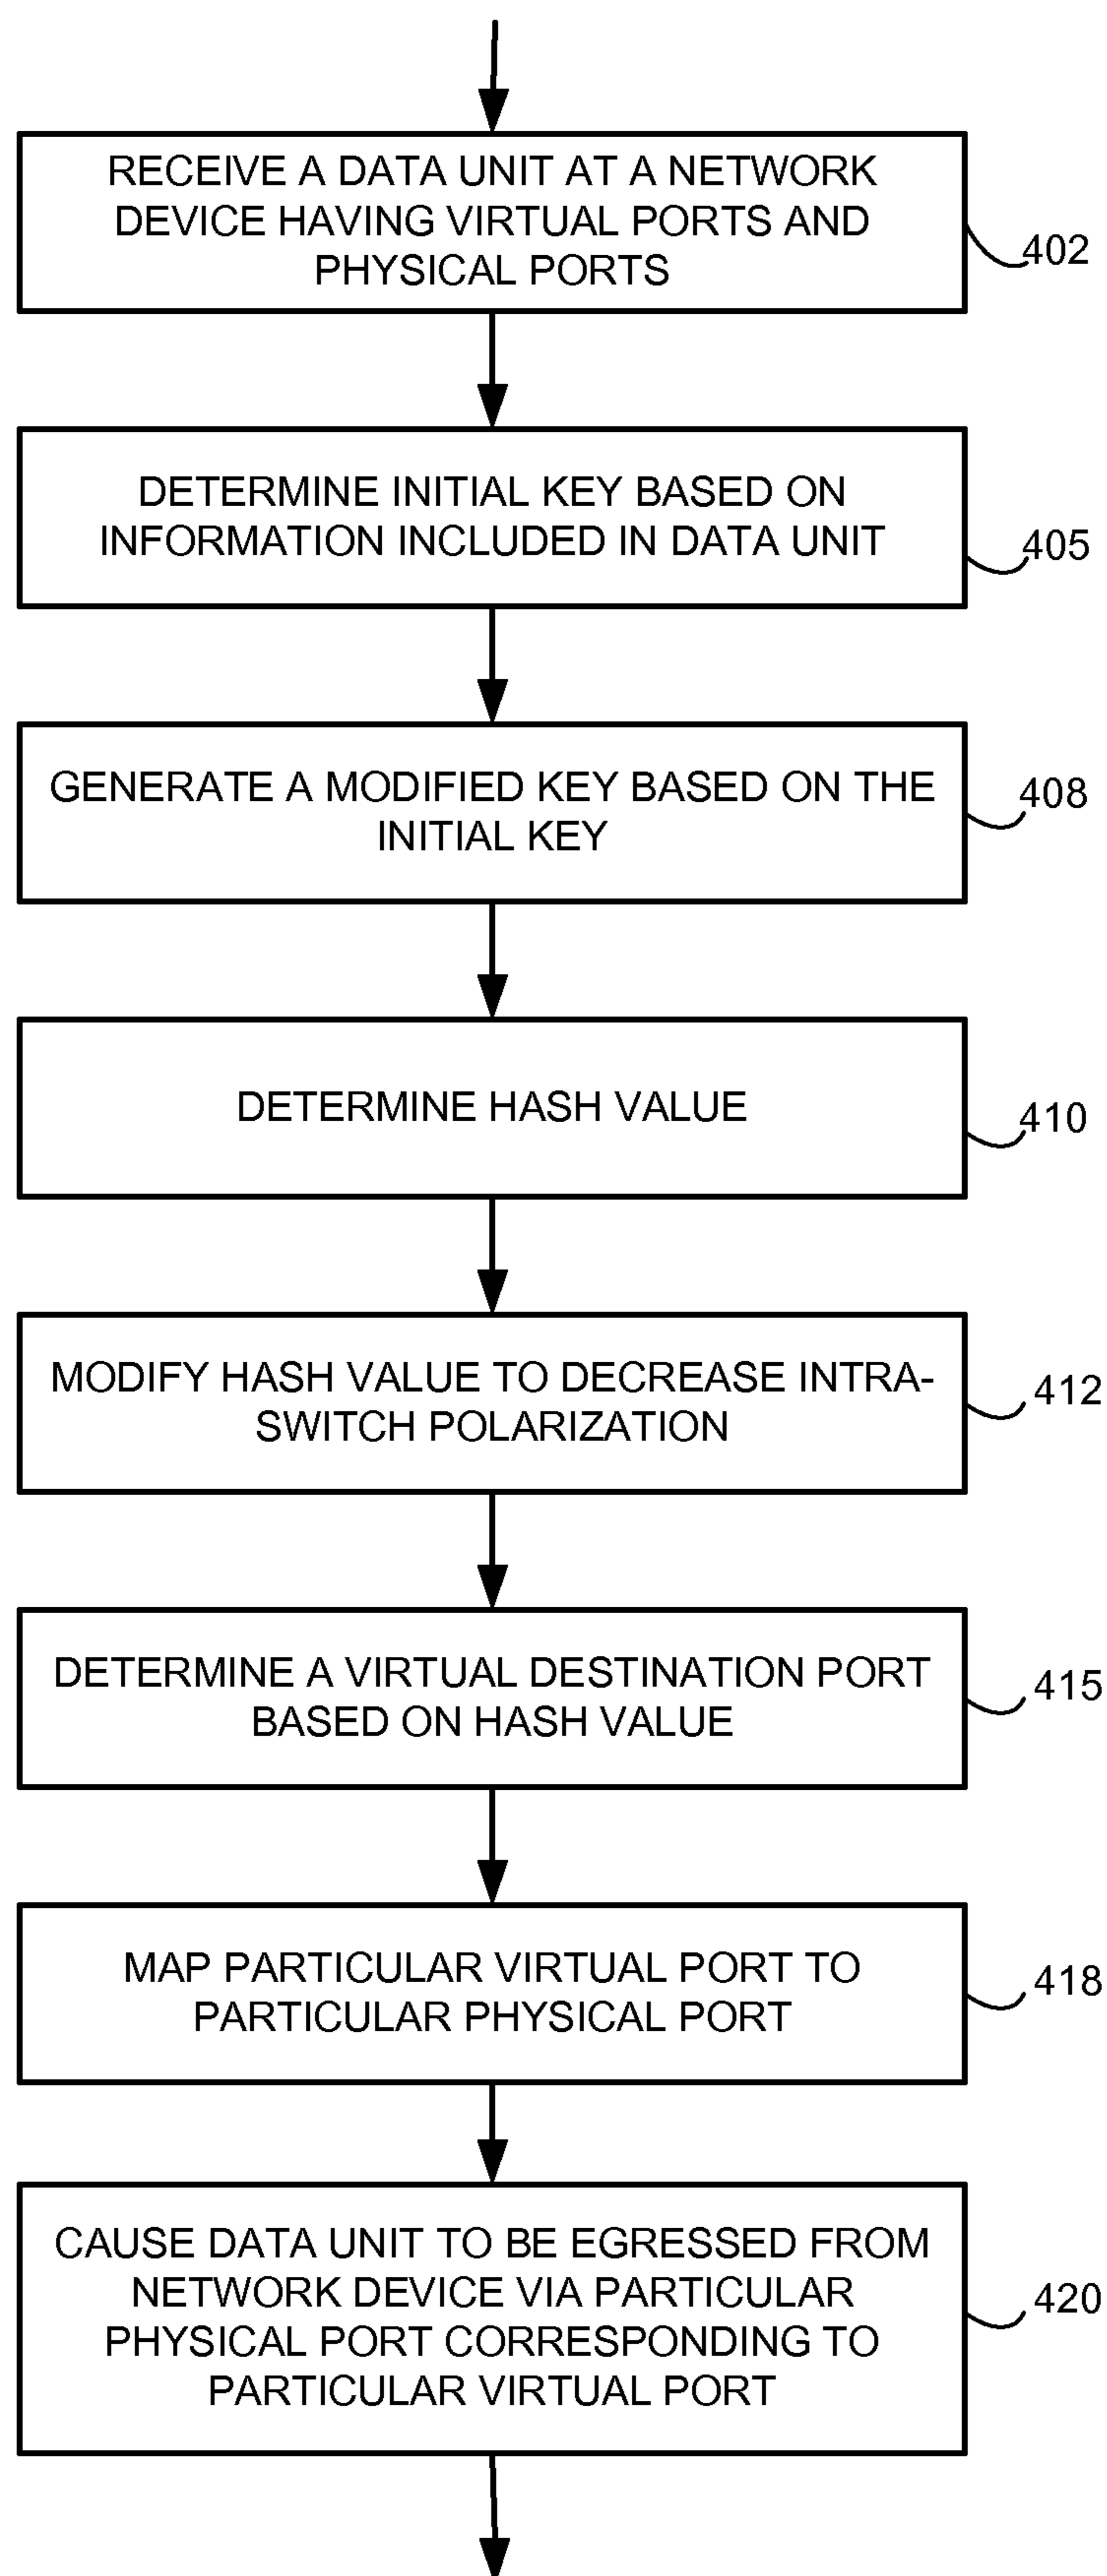 RECEIVE A DATA UNIT AT A NETWORK
DEVICE HAVING VIRTUAL PORTS AND
PHYSICAL PORTS
402
DETERMINE INITIAL KEY BASED ON
INFORMATION INCLUDED IN DATA UNIT
405
GENERATE A MODIFIED KEY BASED ON THE
INITIAL KEY
408
DETERMINE HASH VALUE
410
MODIFY HASH VALUE TO DECREASE INTRA-
SWITCH POLARIZATION
412
DETERMINE A VIRTUAL DESTINATION PORT
BASED ON HASH VALUE
415
MAP PARTICULAR VIRTUAL PORT TO
PARTICULAR PHYSICAL PORT
418
CAUSE DATA UNIT TO BE EGRESSED FROM
NETWORK DEVICE VIA PARTICULAR
PHYSICAL PORT CORRESPONDING TO
PARTICULAR VIRTUAL PORT
420